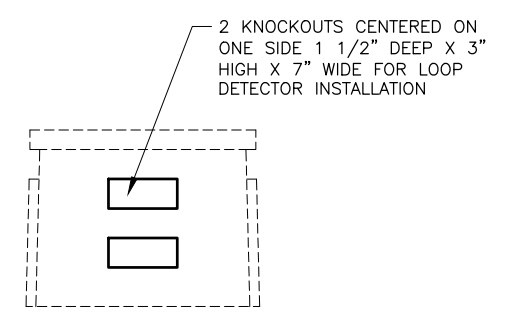 2 KNOCKOUTS CENTERED ON
ONE SIDE 1 1/2" DEEP X 3"
HIGH X 7" WIDE FOR LOOP
DETECTOR INSTALLATION